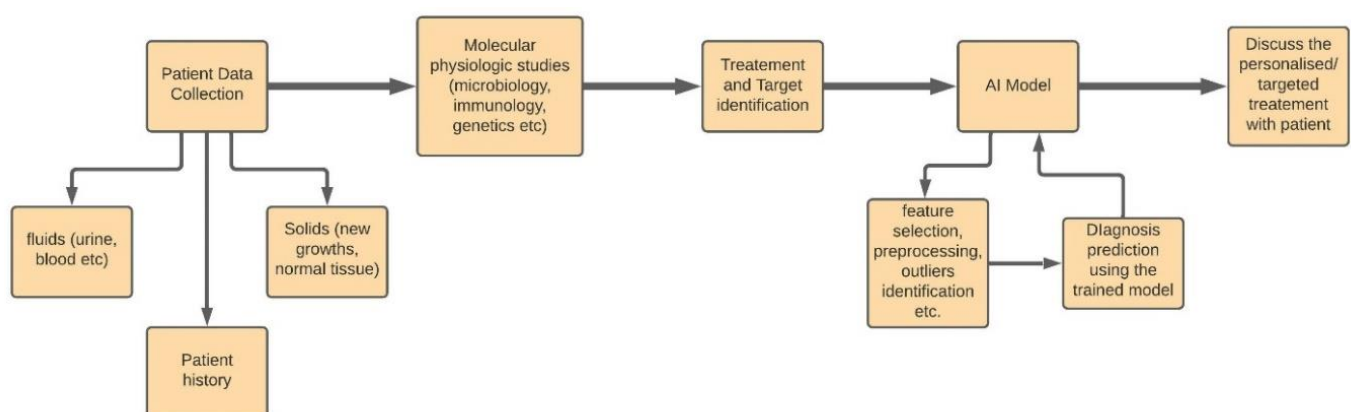 Patient Data
Collection
Molecular
physiologic studies
(microbiology,
immunology,
genetics etc)
Treatement
and Target
identification
AI Model
Discuss the
personalised/
targeted
treatement
with patient
fluids (urine,
blood etc)
Solids (new
growths,
normal tissue)
feature
selection,
preprocessing,
outliers
identification
etc.
DIagnosis
prediction
using the
trained model
Patient
history